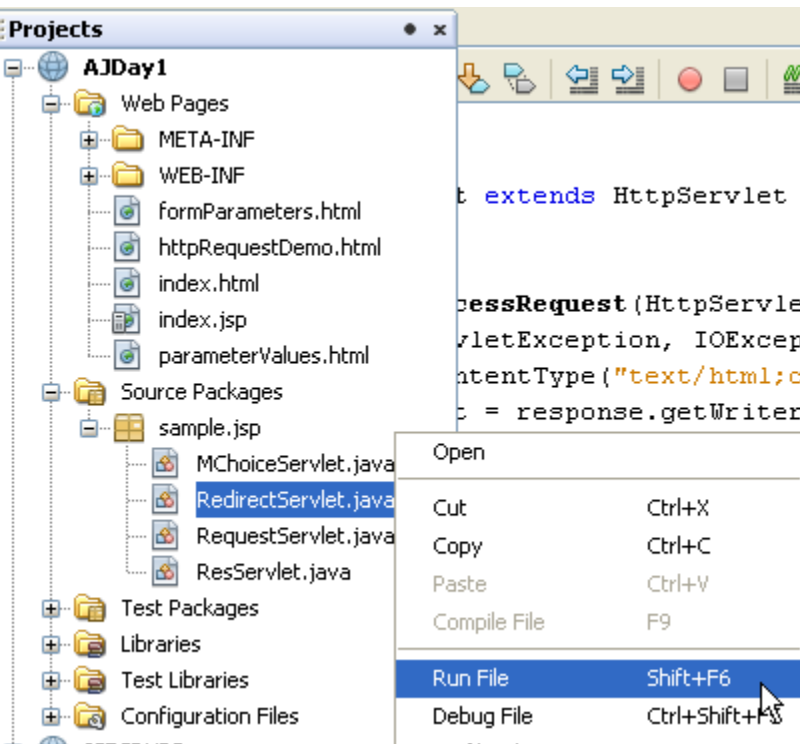 Projects
AJDay1
Web Pages
META-INF
WEB-INF
formParameters.html
httpRequestDemo.html
index.html
index.jsp
parameterValues.html
Source Packages
sample.jsp
MChoiceServlet.java
RedirectServlet.java
RequestServlet.java
ResServlet.java
Test Packages
Libraries
Test Libraries
Configuration Files
t extends HttpServlet
cessRequest(HttpServle
vletException, IOExcep
ntentType("text/html;c
t = response.getWriter
Open
Cut Ctrl+X
Copy Ctrl+C
Paste Ctrl+V
Compile File F9
Run File Shift+F6
Debug File Ctrl+Shift+F5